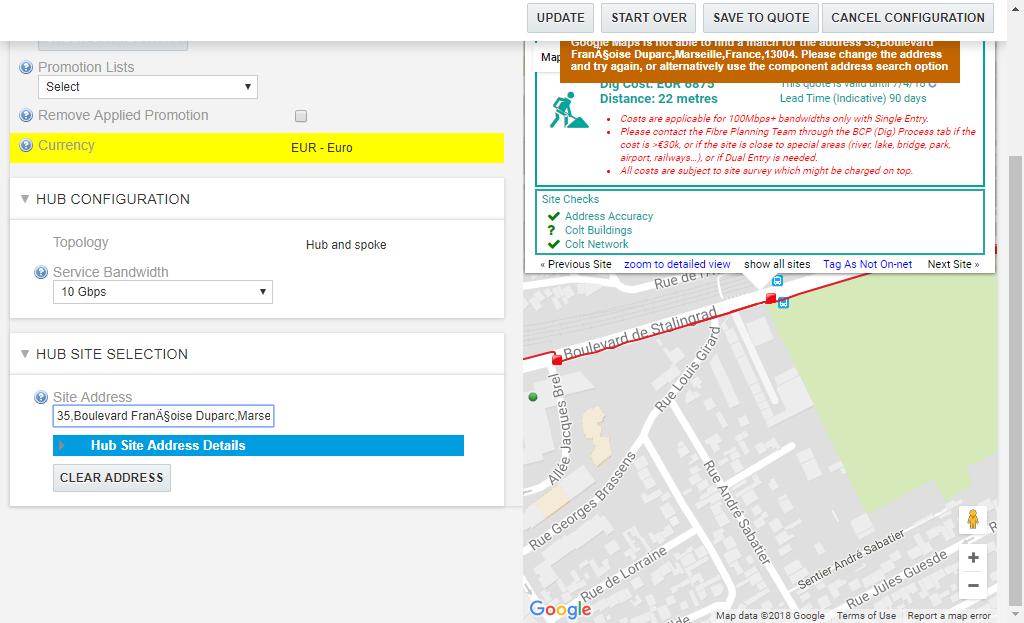 UPDATE
START OVER
SAVE TO QUOTE
CANCEL CONFIGURATION
Promotion Lists
Select
Remove Applied Promotion
Currency
EUR - Euro
HUB CONFIGURATION
Topology
Hub and spoke
Service Bandwidth
10 Gbps
HUB SITE SELECTION
Site Address
35,Boulevard FranÃ§oise Duparc,Marse
Hub Site Address Details
CLEAR ADDRESS
Map
Google Maps is not able to find a match for the address 35,Boulevard
FranÃ§oise Duparc,Marseille,France,13004. Please change the address
and try again, or alternatively use the component address search option
Dig Cost: EUR 6875
Distance: 22 metres
This quote is valid until 7/4/18
Lead Time (Indicative) 90 days
Costs are applicable for 100Mbps+ bandwidths only with Single Entry.
Please contact the Fibre Planning Team through the BCP (Dig) Process tab if the
cost is >€30k, or if the site is close to special areas (river, lake, bridge, park,
airport, railways...), or if Dual Entry is needed.
All costs are subject to site survey which might be charged on top.
Site Checks
Address Accuracy
? Colt Buildings
Colt Network
« Previous Site
zoom to detailed view
show all sites
Tag As Not On-net
Next Site »
Rue de
Boulevard de Stalingrad
Rue Louis Girard
Allée Jacques Brel
Rue Georges Brassens
Rue André Sabatier
Rue de Lorraine
Sentier André Sabatier
Rue Jules Guesde
R
Google
Map data ©2018 Google
Terms of Use
Report a map error